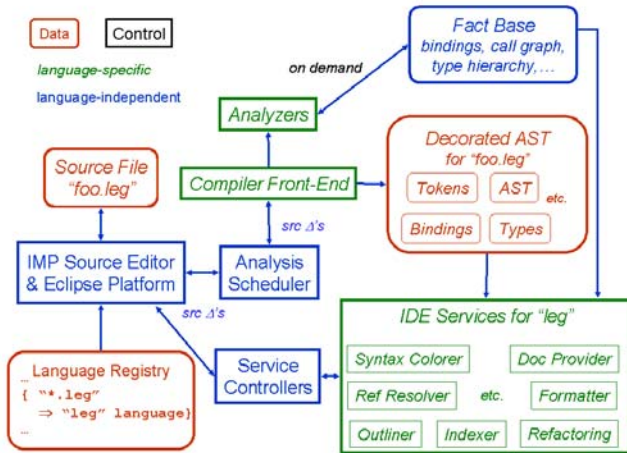 Data
Control
language-specific
language-independent
Fact Base
bindings, call graph,
type hierarchy,…
on demand
Analyzers
Source File
"foo.leg"
Compiler Front-End
Decorated AST
for "foo.leg"
Tokens
AST
etc.
Bindings
Types
src Δ's
IMP Source Editor
& Eclipse Platform
Analysis
Scheduler
src Δ's
IDE Services for "leg"
Syntax Colorer
Doc Provider
Ref Resolver
etc.
Formatter
Outliner
Indexer
Refactoring
Service
Controllers
Language Registry
…
{ "*.leg"
⇒ "leg" language}
…